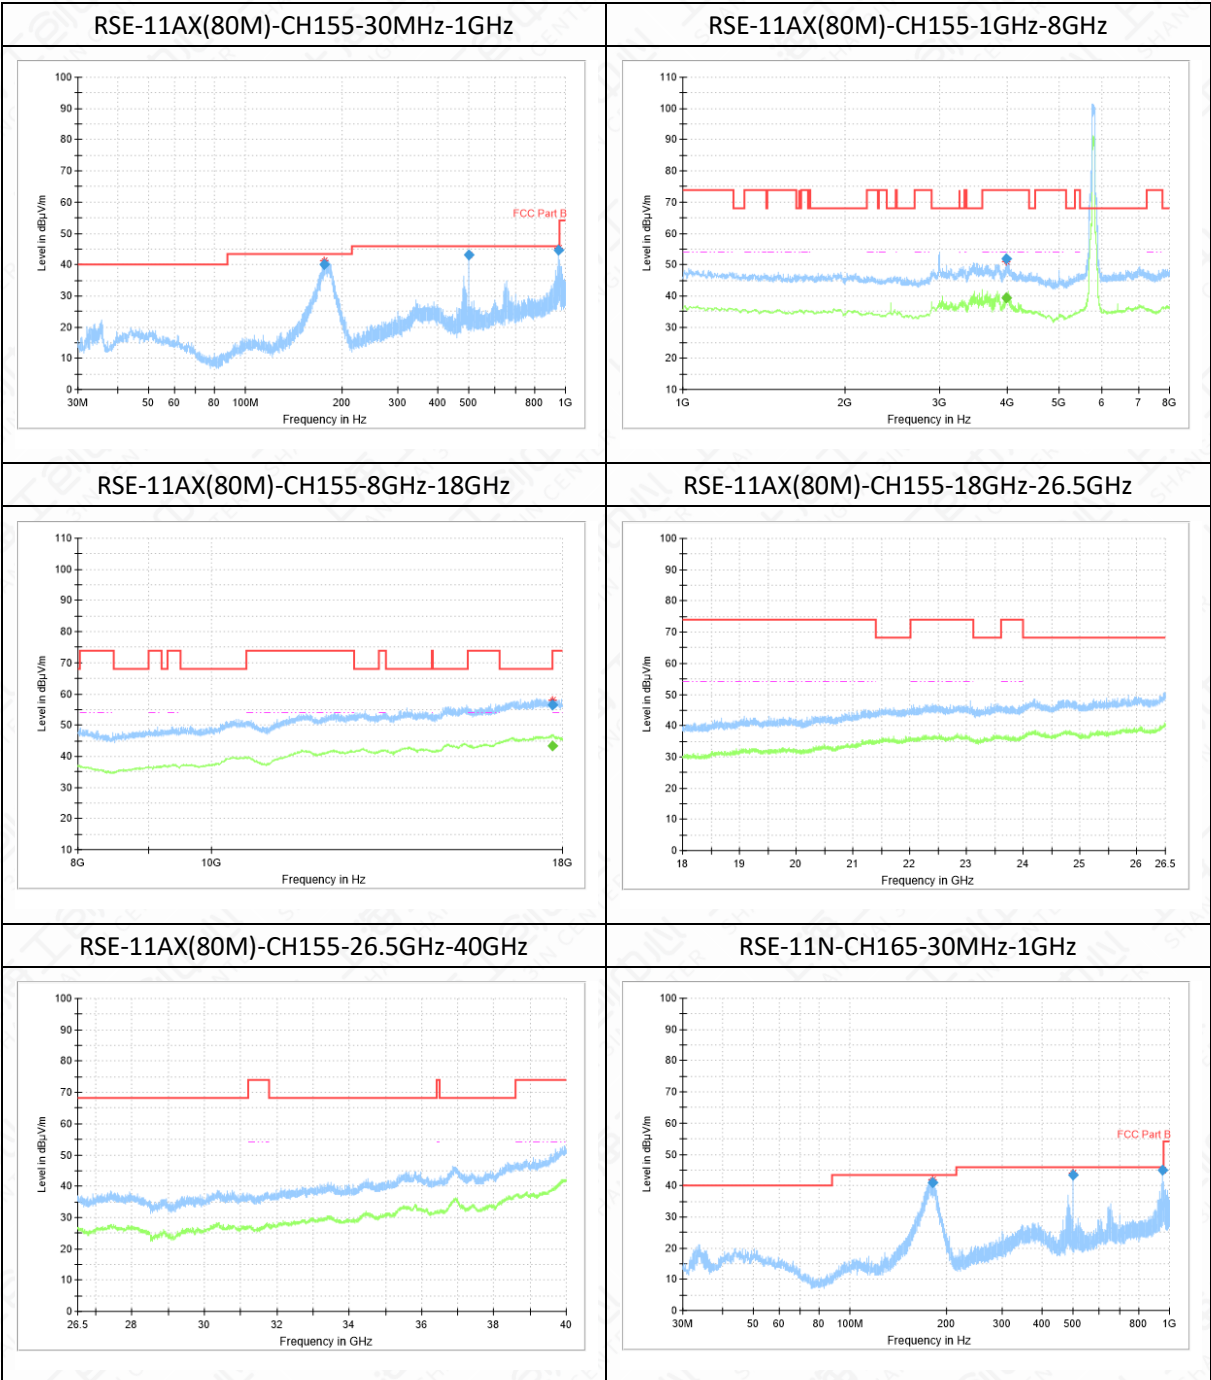 RSE-11AX(80M)-CH155-30MHz-1GHz
RSE-11AX(80M)-CH155-1GHz-8GHz
100
90
80
70
60
50
40
30
20
10
0
Level in dBµV/m
FCC Part B
30M 50 60 80 100M 200 300 400 500 800 1G
Frequency in Hz
110
100
90
80
70
60
50
40
30
20
10
Level in dBµV/m
1G 2G 3G 4G 5G 6 7 8G
Frequency in Hz
RSE-11AX(80M)-CH155-8GHz-18GHz
RSE-11AX(80M)-CH155-18GHz-26.5GHz
110
100
90
80
70
60
50
40
30
20
10
Level in dBµV/m
8G 10G 18G
Frequency in Hz
100
90
80
70
60
50
40
30
20
10
0
Level in dBµV/m
18 19 20 21 22 23 24 25 26 26.5
Frequency in GHz
RSE-11AX(80M)-CH155-26.5GHz-40GHz
RSE-11N-CH165-30MHz-1GHz
100
90
80
70
60
50
40
30
20
10
0
Level in dBµV/m
26.5 28 30 32 34 36 38 40
Frequency in GHz
100
90
80
70
60
50
40
30
20
10
0
Level in dBµV/m
FCC Part B
30M 50 60 80 100M 200 300 400 500 800 1G
Frequency in Hz